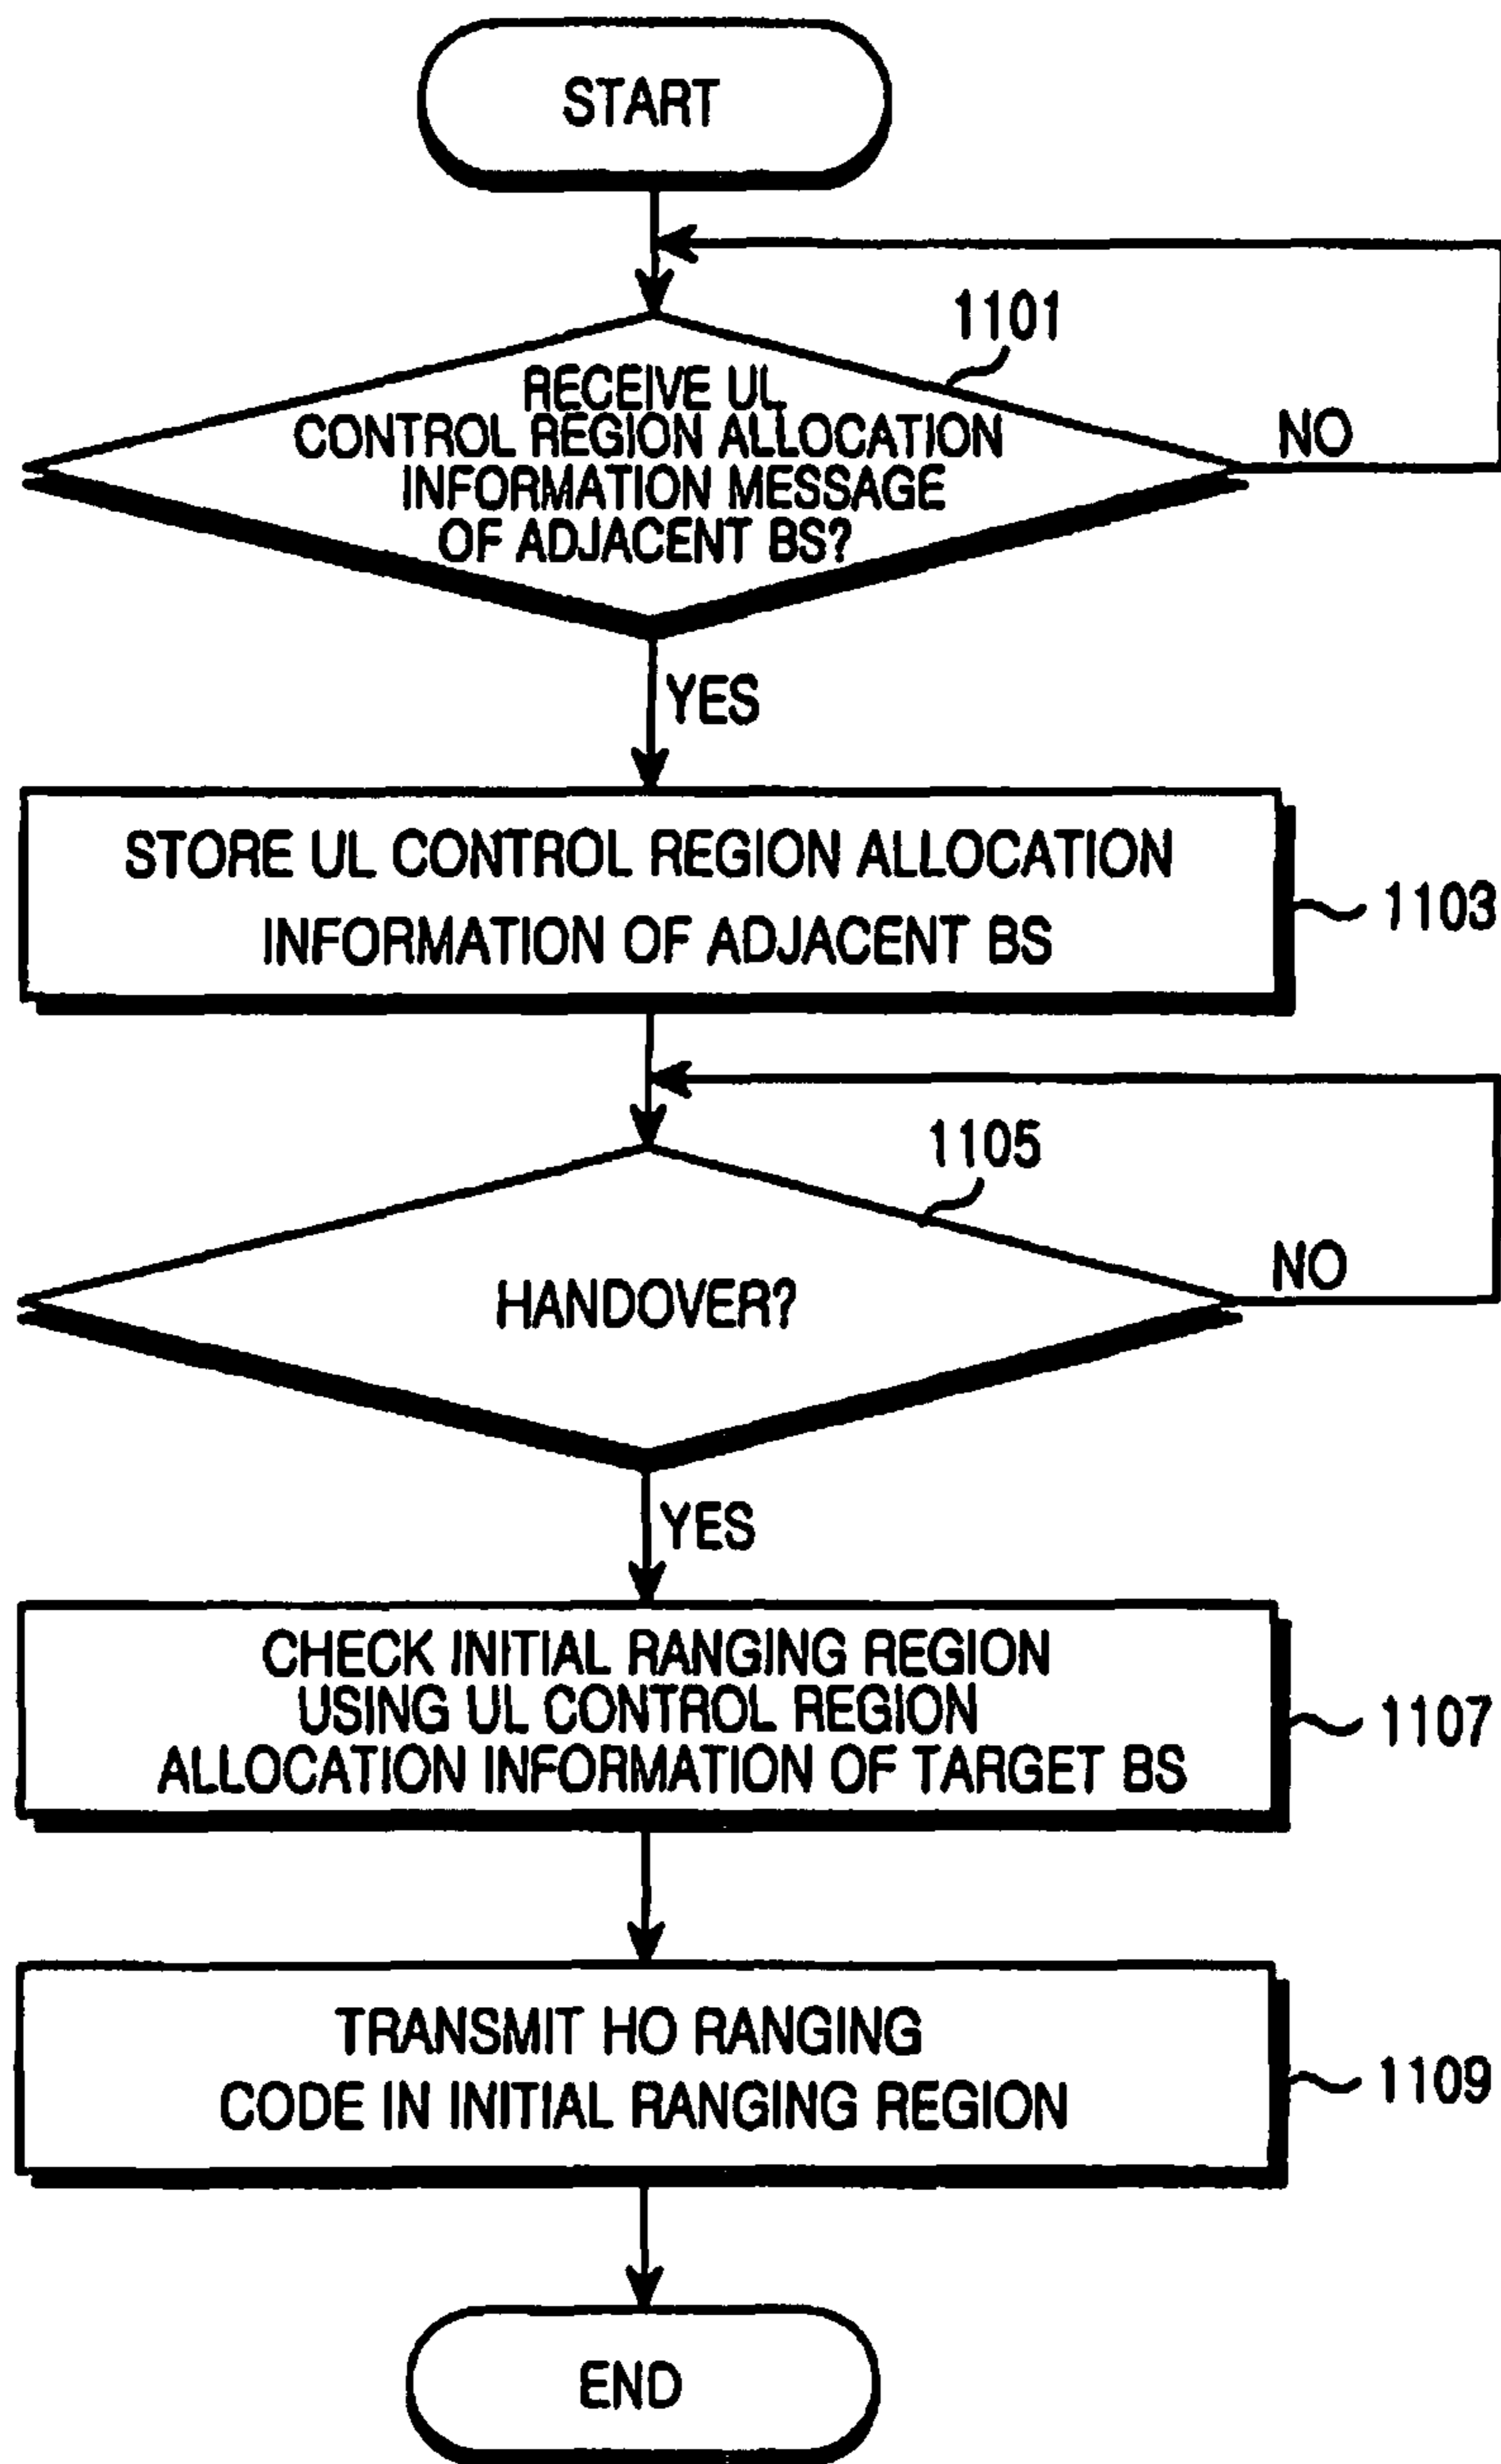 START
1101
RECEIVE UL
CONTROL REGION ALLOCATION
INFORMATION MESSAGE
OF ADJACENT BS?
NO
YES
STORE UL CONTROL REGION ALLOCATION
INFORMATION OF ADJACENT BS
1103
1105
HANDOVER?
NO
YES
CHECK INITIAL RANGING REGION
USING UL CONTROL REGION
ALLOCATION INFORMATION OF TARGET BS
1107
TRANSMIT HO RANGING
CODE IN INITIAL RANGING REGION
1109
END